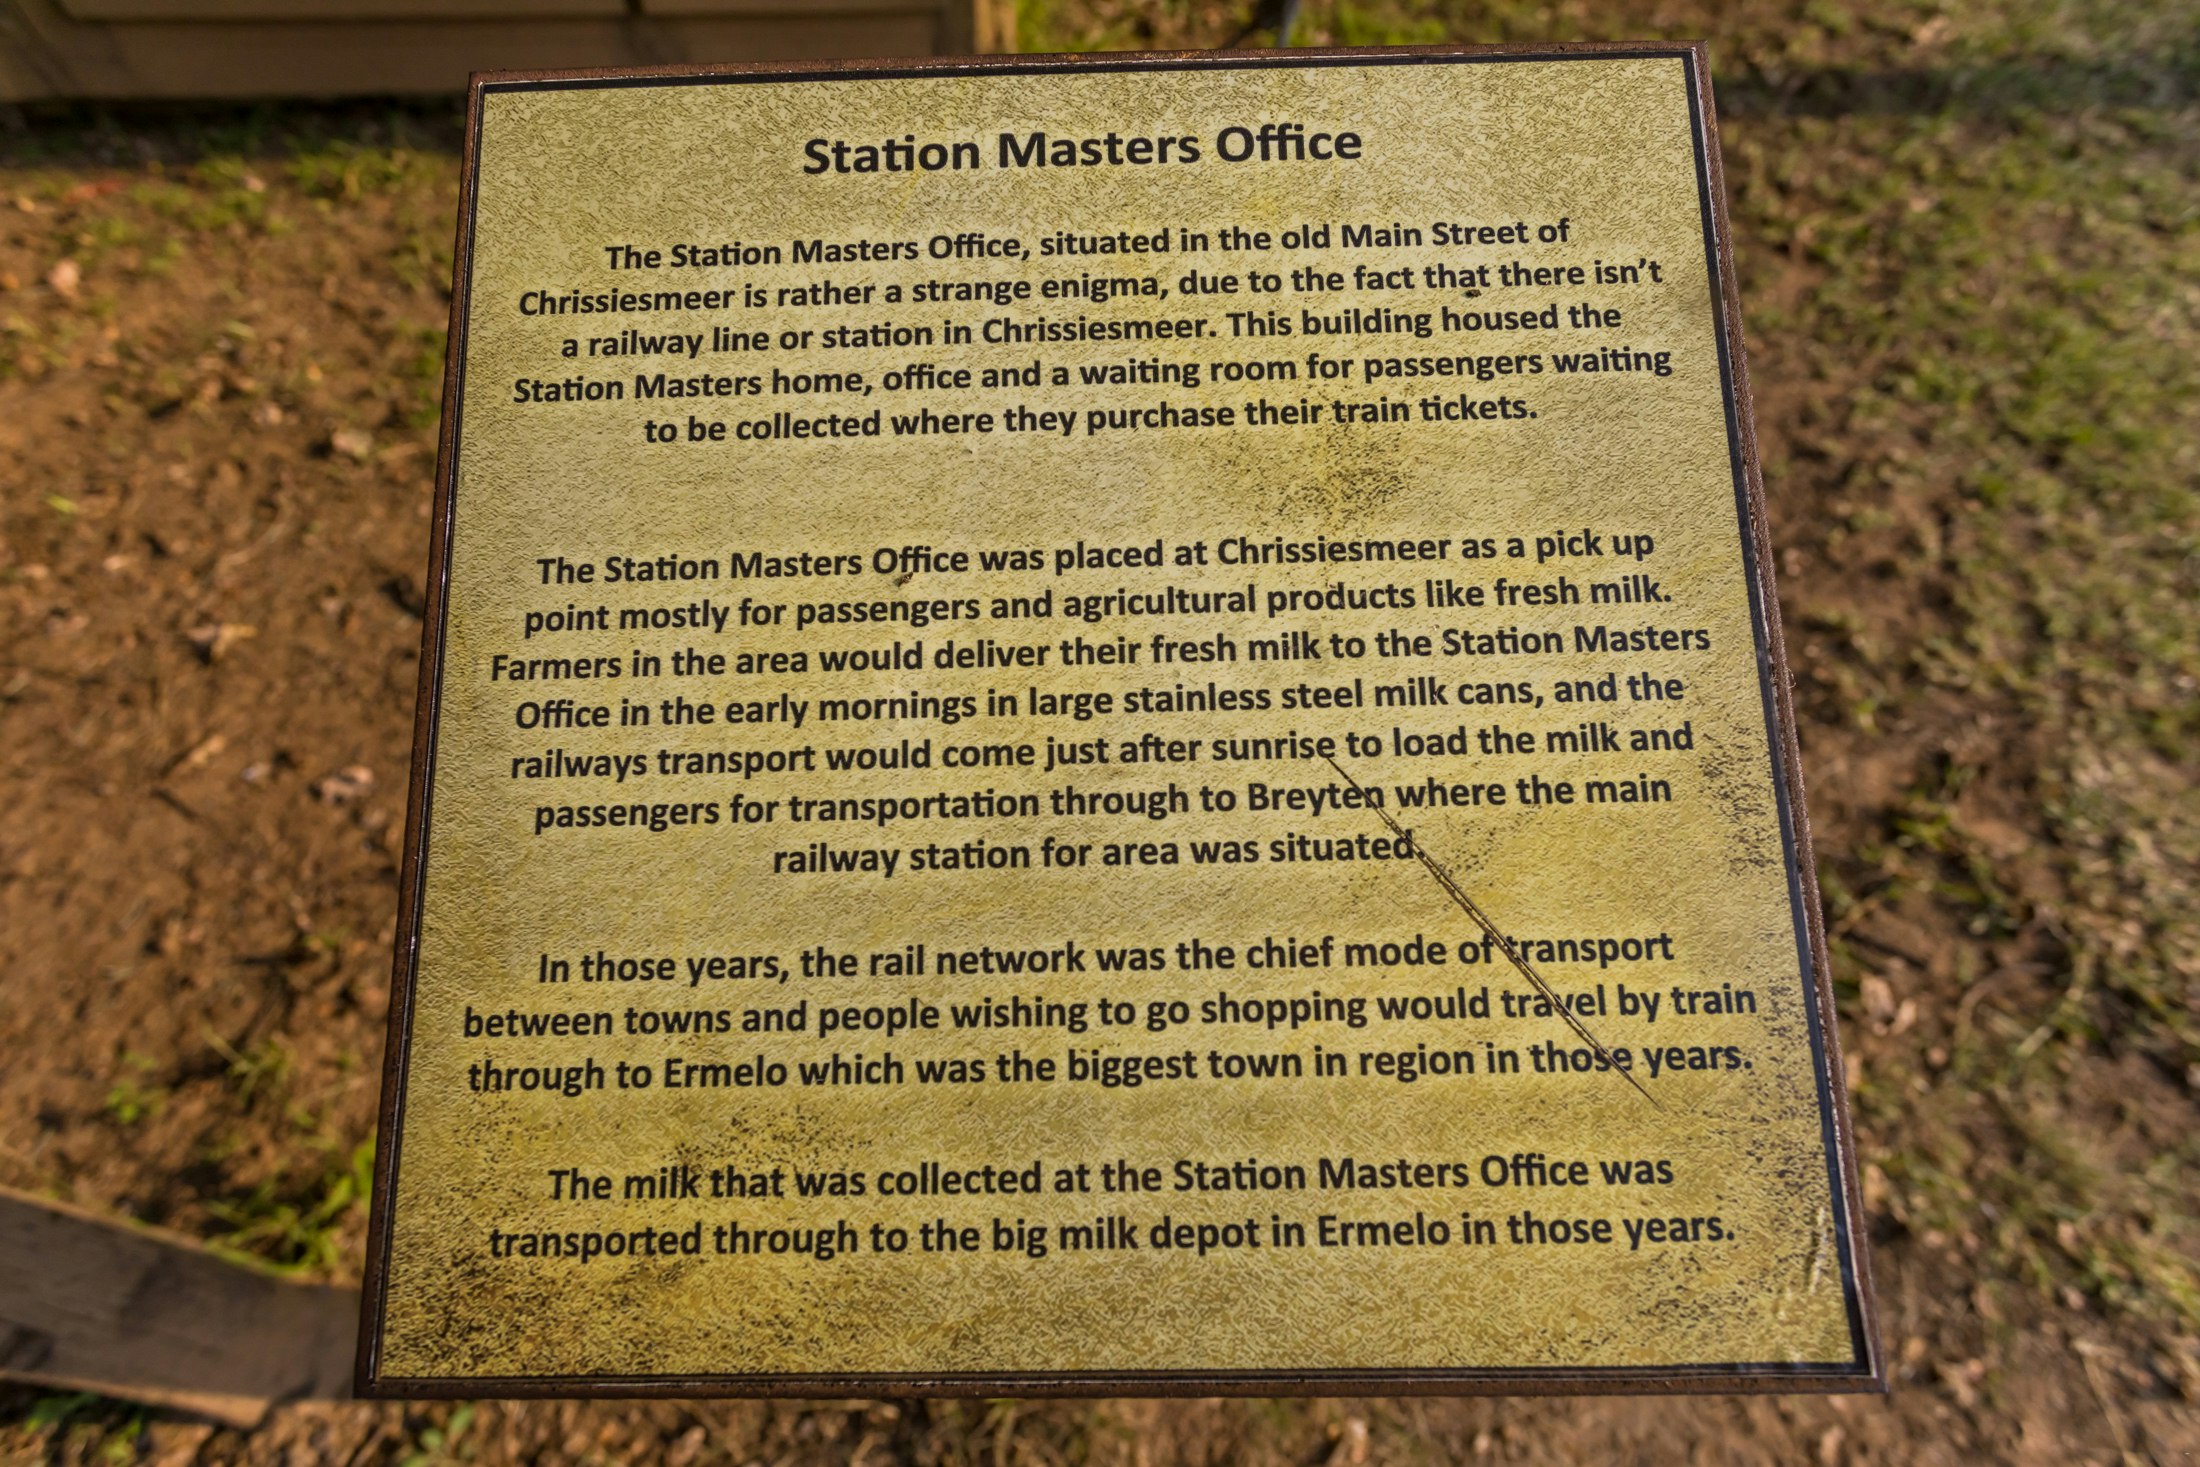 Station Masters Office
The Station Masters Office, situated in the old Main Street of
Chrissiesmeer is rather a strange enigma, due to the fact that there isn't
a railway line or station in Chrissiesmeer. This building housed the
Station Masters home, office and a waiting room for passengers waiting
to be collected where they purchase their train tickets.
The Station Masters Office was placed at Chrissiesmeer as a pick up
point mostly for passengers and agricultural products like fresh milk.
Farmers in the area would deliver their fresh milk to the Station Masters
Office in the early mornings in large stainless steel milk cans, and the
railways transport would come just after sunrise to load the milk and
passengers for transportation through to Breyten where the main
railway station for area was situated.
In those years, the rail network was the chief mode of transport
between towns and people wishing to go shopping would travel by train
through to Ermelo which was the biggest town in region in those years.
The milk that was collected at the Station Masters Office was
transported through to the big milk depot in Ermelo in those years.